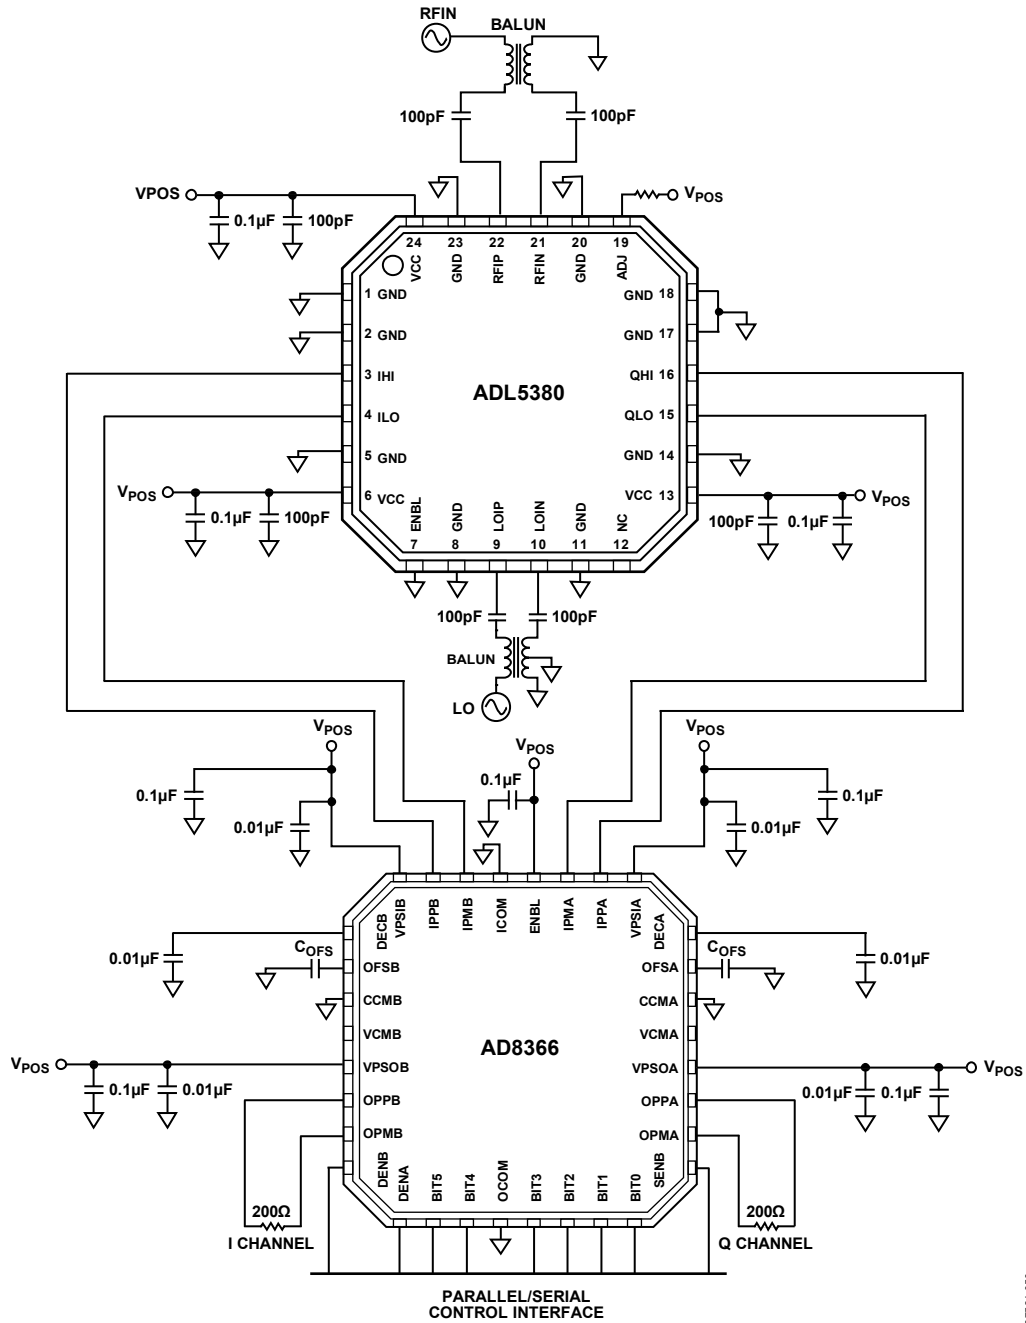 RFIN
BALUN
100pF
100pF
VPOS
0.1µF
100pF
VPOS
24
23
22
21
20
19
VCC
GND
RFIP
RFIN
GND
ADJ
1 GND
GND 18
2 GND
GND 17
3 IHI
QHI 16
ADL5380
4 ILO
QLO 15
5 GND
GND 14
6 VCC
VCC 13
VPOS
0.1µF
100pF
100pF
0.1µF
VPOS
ENBL
GND
LOIP
LOIN
GND
NC
7
8
9
10
11
12
100pF
100pF
BALUN
LO
VPOS
VPOS
VPOS
0.1µF
0.1µF
0.1µF
0.01µF
0.01µF
DECB
VPSIB
IPPB
IPMB
ICOM
ENBL
IPMA
IPPA
VPSIA
DECA
0.01µF
COFS
OFSB
OFSA
COFS
0.01µF
CCMB
CCMA
VCMB
VCMA
AD8366
VPOS
VPSOB
VPSOA
VPOS
0.1µF
0.01µF
0.01µF
0.1µF
OPPB
OPPA
OPMB
OPMA
DENB
DENA
BIT5
BIT4
OCOM
BIT3
BIT2
BIT1
BIT0
SENB
200Ω
I CHANNEL
200Ω
Q CHANNEL
PARALLEL/SERIAL
CONTROL INTERFACE